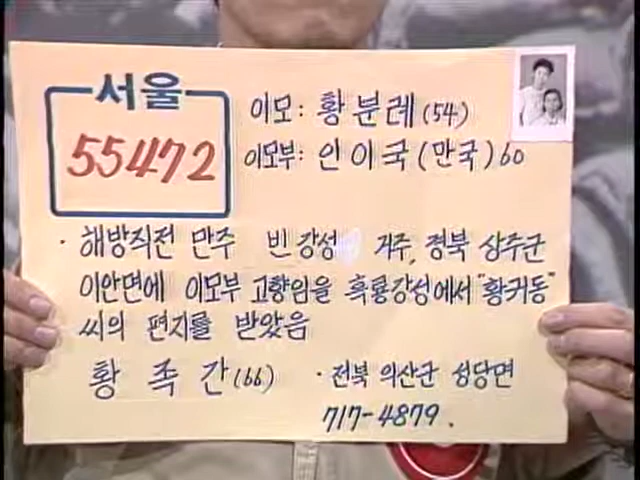 서울
55472
이모: 황분레(54)
이모부: 인이국(만국)60
· 해방직전 만주 빈강성 거주, 경북 상주군
이안면에 이모부 고향임을 흑룡강성에서 "황커동"
씨의 편지를 받았음
황족간(66) · 전북 익산군 성당면
717-4879.